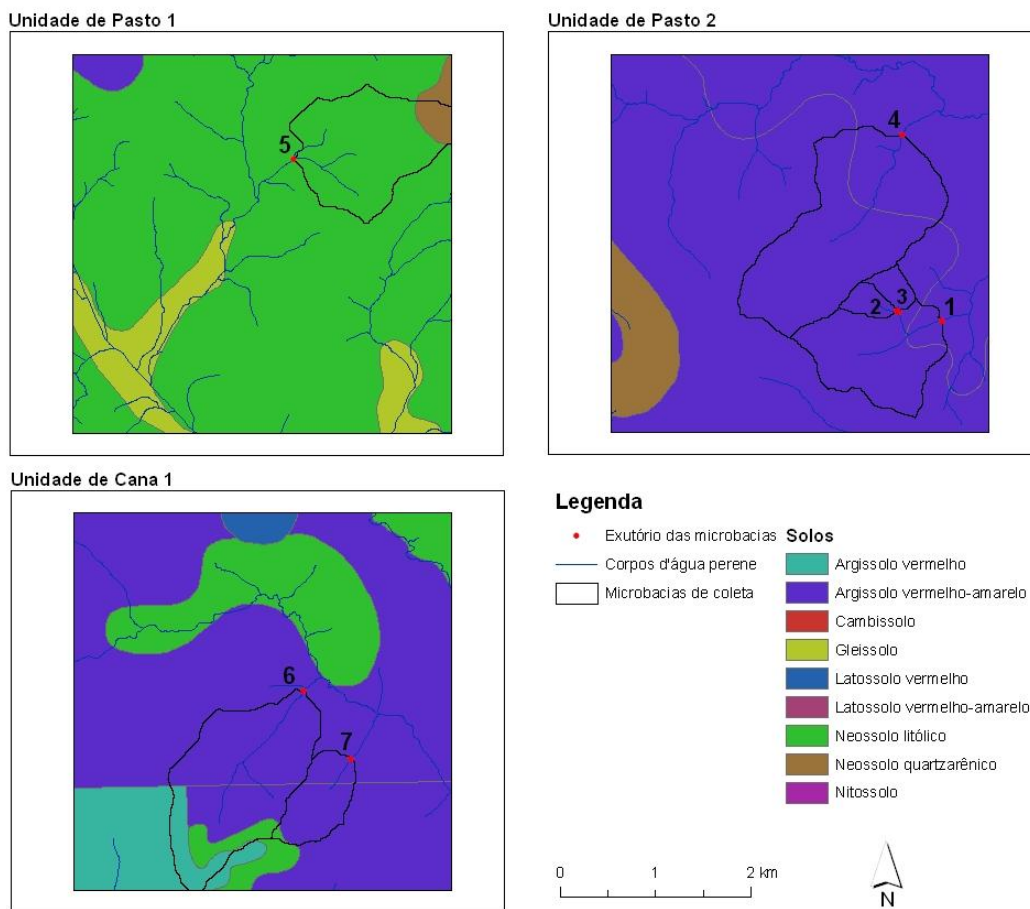 Unidade de Pasto 1
5
Unidade de Pasto 2
4
3
2
1
Unidade de Cana 1
6
7
Legenda
Exutório das microbacias
Corpos d'água perene
Microbacias de coleta
Solos
Argissolo vermelho
Argissolo vermelho-amarelo
Cambissolo
Gleissolo
Latossolo vermelho
Latossolo vermelho-amarelo
Neossolo litólico
Neossolo quartzarênico
Nitossolo
0 1 2 km
N